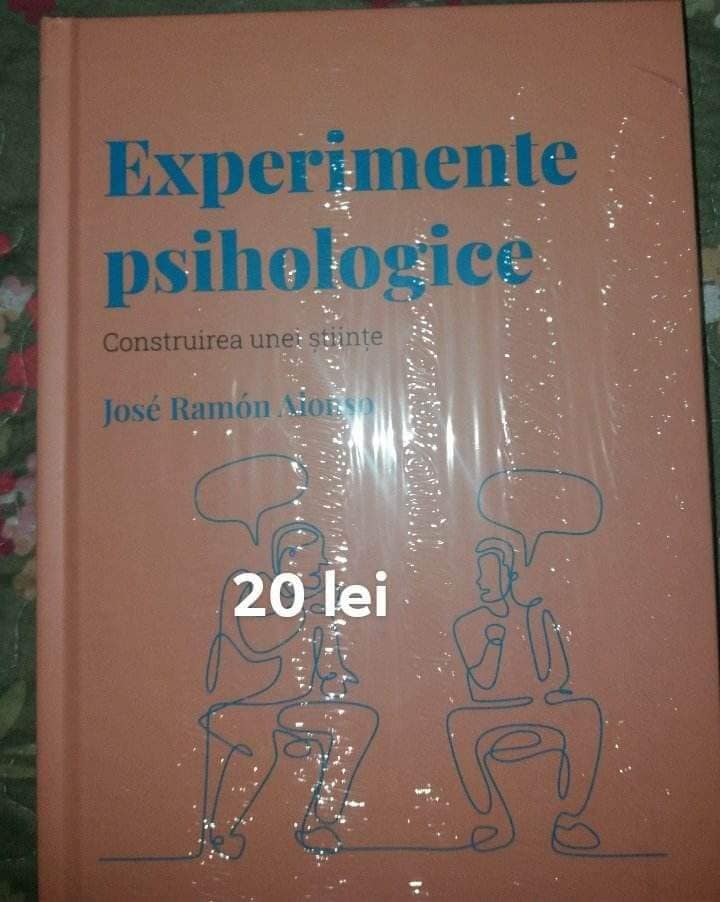 Experimente
psihologice
Construirea unei științe
José Ramón Alonso
20 lei